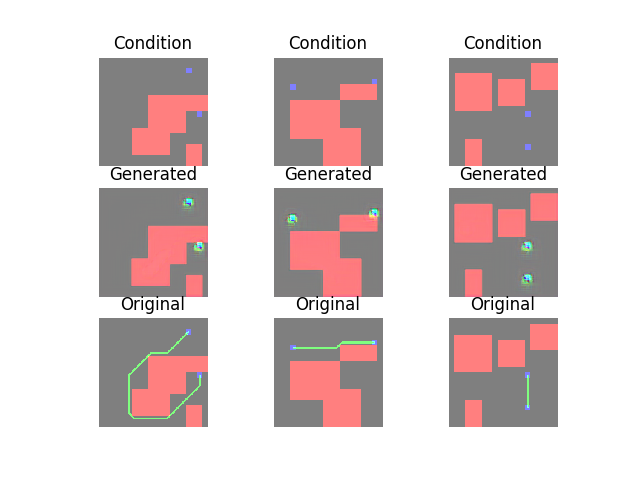 Condition Condition Condition
Generated Generated Generated
Original Original Original